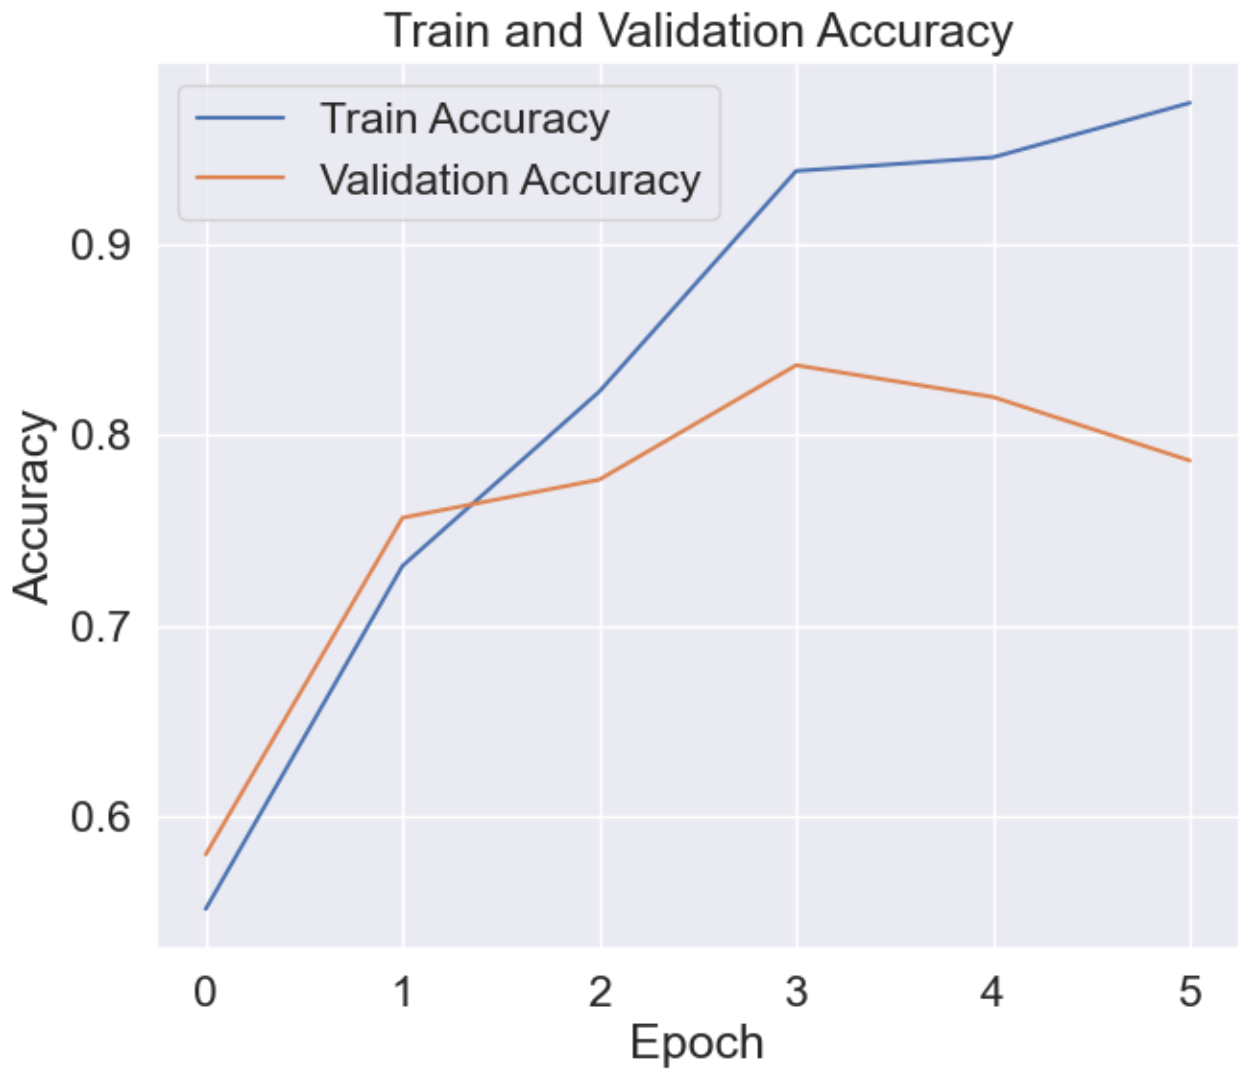 Train and Validation Accuracy
Train Accuracy
Validation Accuracy
0.9
0.8
0.7
0.6
Accuracy
0 1 2 3 4 5
Epoch